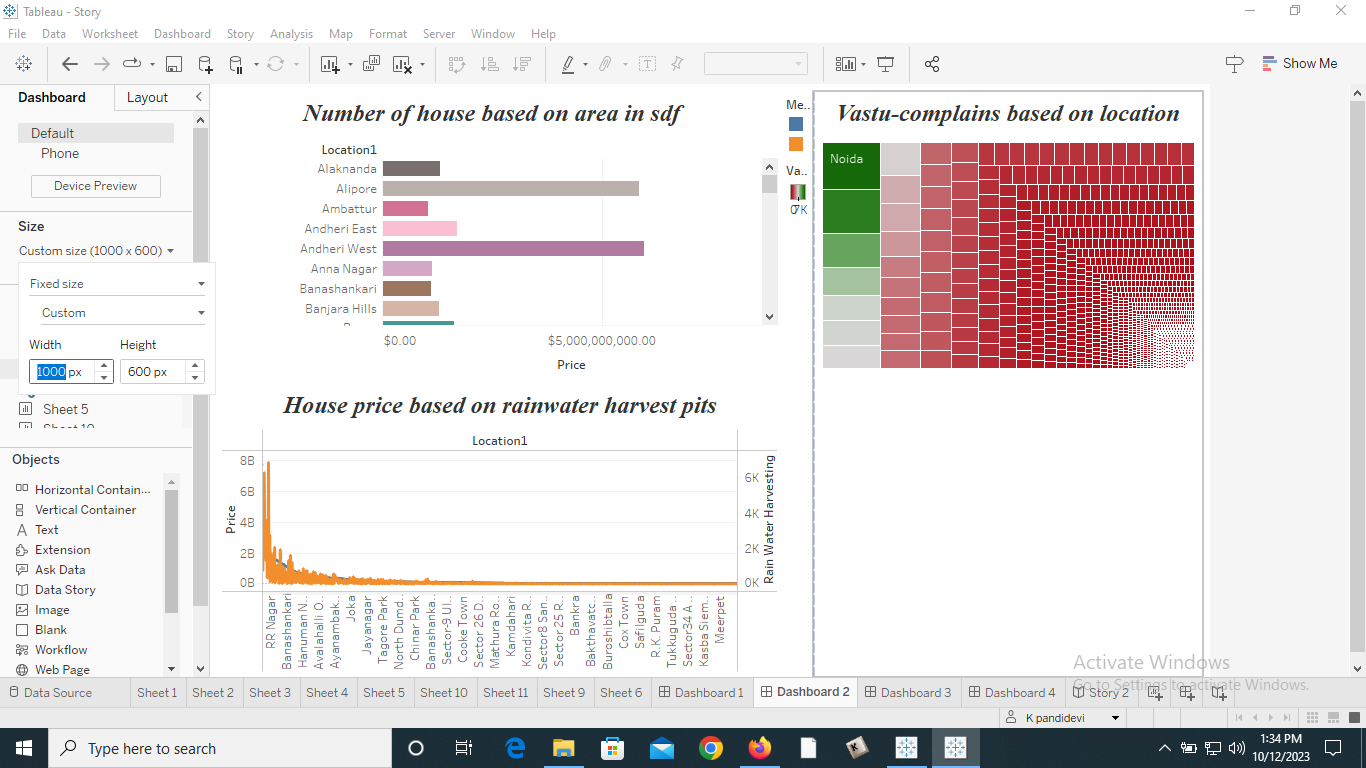 Tableau - Story
File Data Worksheet Dashboard Story Analysis Map Format Server Window Help
Show Me
Dashboard Layout
Default
Phone
Device Preview
Size
Custom size (1000 x 600)
Fixed size
Custom
Width Height
1000 px 600 px
Sheet 5
Sheet 10
Objects
Horizontal Contain...
Vertical Container
Text
Extension
Ask Data
Data Story
Image
Blank
Workflow
Web Page
Number of house based on area in sdf
Location1
Alaknanda
Alipore
Ambattur
Andheri East
Andheri West
Anna Nagar
Banashankari
Banjara Hills
$0.00 $5,000,000,000.00
Price
Me..
Va..
0 7K
Vastu-complains based on location
Noida
House price based on rainwater harvest pits
Location1
8B
6B
4B
2B
0B
Price
6K
4K
2K
0K
Rain Water Harvesting
RR Nagar
Banashankari
Hanuman N..
Avalahalli O..
Ayanambak..
Joka
Jayanagar
Tagore Park
North Dumd..
Chinar Park
Banashanka..
Sector-9 Ul..
Cooke Town
Sector 26 D..
Mathura Ro..
Kamdahari
Kondivita R..
Sector8 San..
Sector 25 R..
Bankra
Bakthavatc..
Buroshibtalla
Cox Town
Safilguda
R.K. Puram
Tukkuguda ..
Sector34 A ..
Kasba Siem..
Meerpet
Activate Windows
Go to Settings to activate Windows.
Data Source Sheet 1 Sheet 2 Sheet 3 Sheet 4 Sheet 5 Sheet 10 Sheet 11 Sheet 9 Sheet 6 Dashboard 1 Dashboard 2 Dashboard 3 Dashboard 4 Story 2
K pandidevi
Type here to search
1:34 PM
10/12/2023